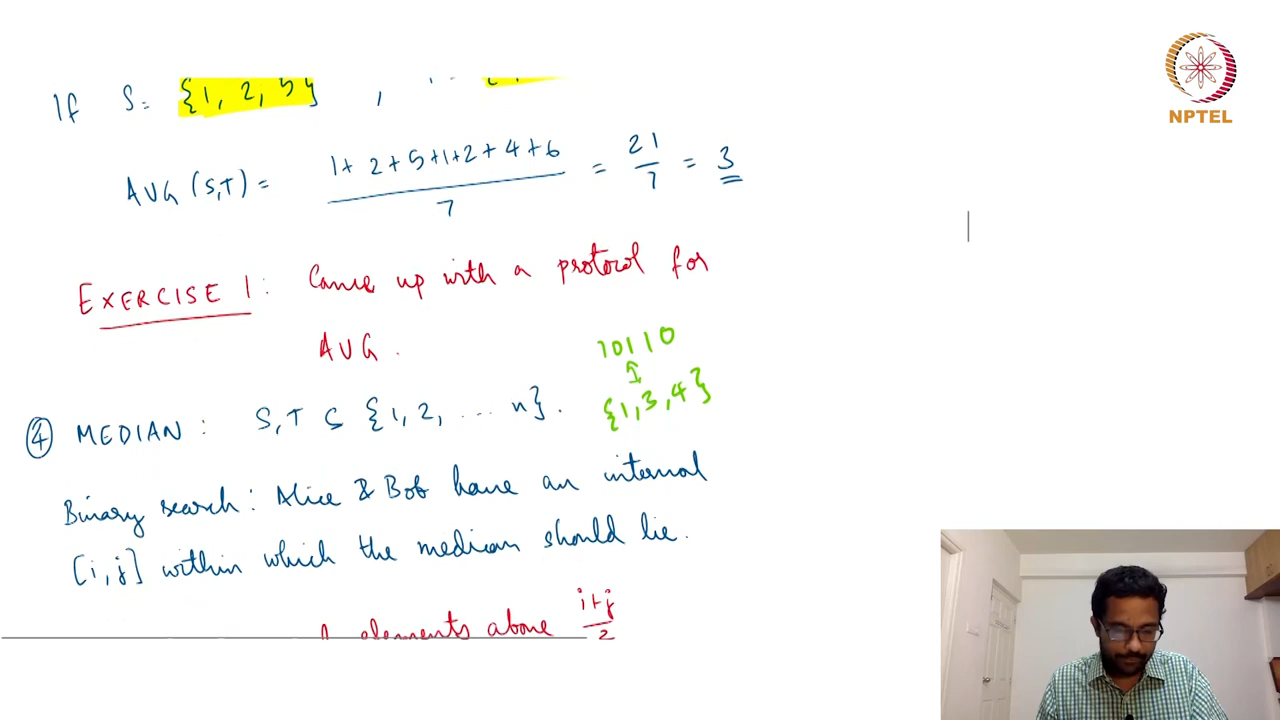 NPTEL
If S = {1, 2, 5} ,
AVG (S,T) = 1+ 2+5+1+2+4+6 / 7 = 21 / 7 = 3
EXERCISE 1: Come up with a protocol for
AVG.
10110
↕
{1,3,4}
④ MEDIAN: S,T ⊆ {1, 2, ... n}.
Binary search: Alice & Bob have an interval
[i, j] within which the median should lie.
elements above i+j / 2